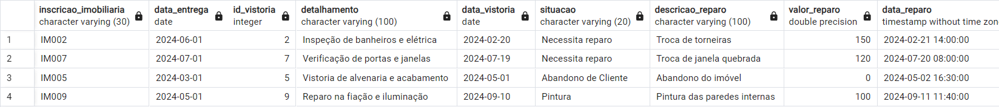 inscricao_imobiliaria data_entrega id_vistoria detalhamento data_vistoria situacao descricao_reparo valor_reparo data_reparo
character varying (30) date integer character varying (100) date character varying (20) character varying (100) double precision timestamp without time zon
1 IM002 2024-06-01 2 Inspeção de banheiros e elétrica 2024-02-20 Necessita reparo Troca de torneiras 150 2024-02-21 14:00:00
2 IM007 2024-07-01 7 Verificação de portas e janelas 2024-07-19 Necessita reparo Troca de janela quebrada 120 2024-07-20 08:00:00
3 IM005 2024-03-01 5 Vistoria de alvenaria e acabamento 2024-05-01 Abandono de Cliente Abandono do imóvel 0 2024-05-02 16:30:00
4 IM009 2024-05-01 9 Reparo na fiação e iluminação 2024-09-10 Pintura Pintura das paredes internas 100 2024-09-11 11:40:00